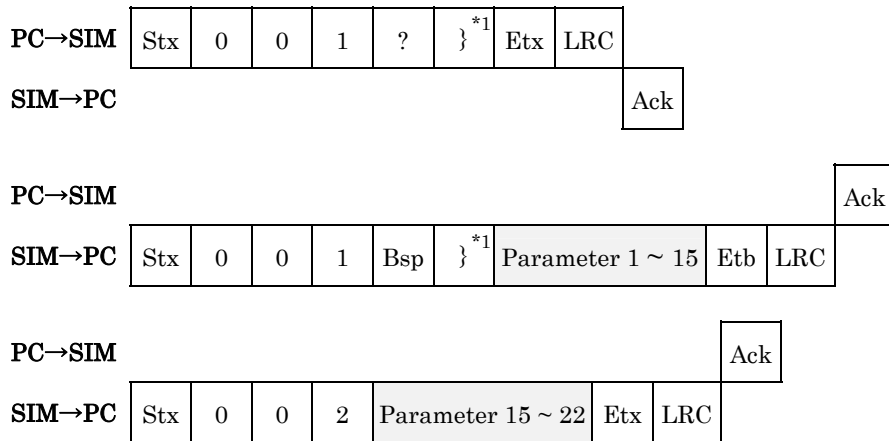 PC→SIM Stx 0 0 1 ? }*1 Etx LRC
SIM→PC Ack
PC→SIM Ack
SIM→PC Stx 0 0 1 Bsp }*1 Parameter 1 ~ 15 Etb LRC
PC→SIM Ack
SIM→PC Stx 0 0 2 Parameter 15 ~ 22 Etx LRC